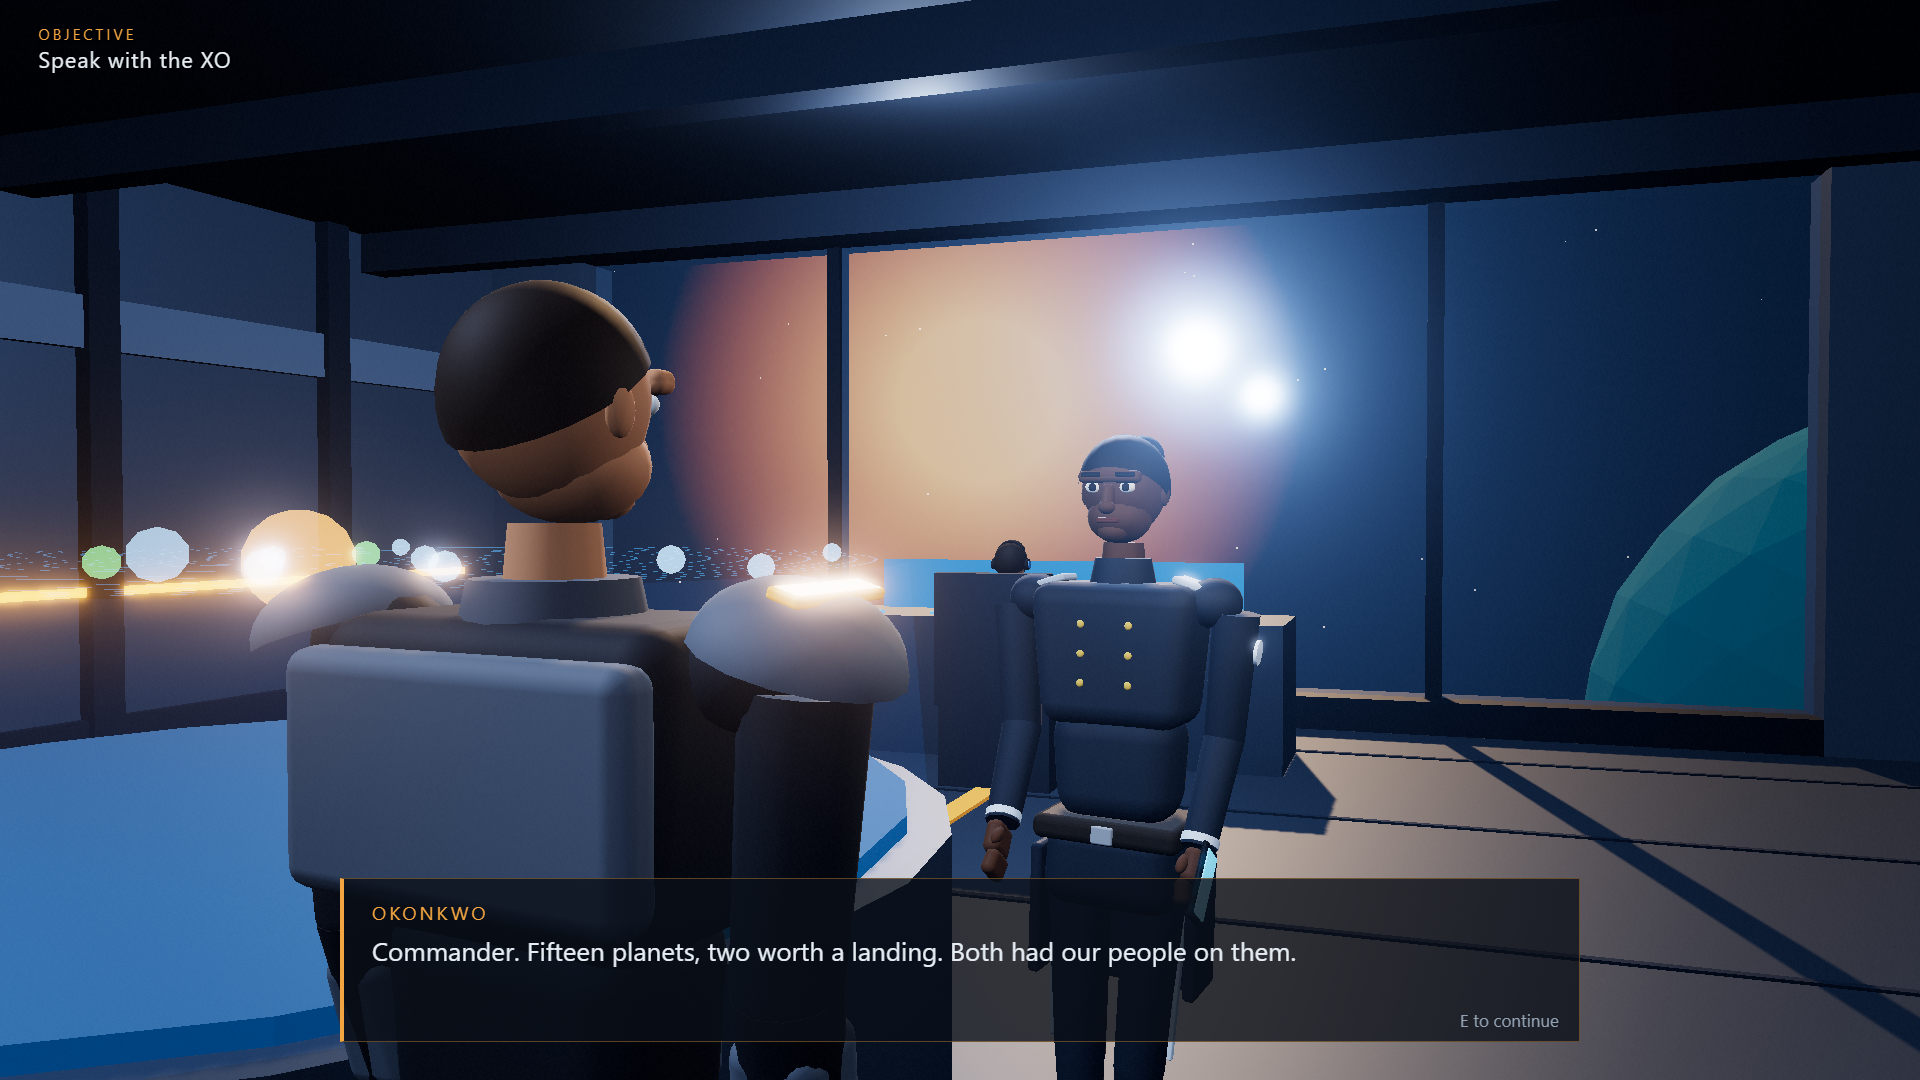 OBJECTIVE
Speak with the XO
OKONKWO
Commander. Fifteen planets, two worth a landing. Both had our people on them.
E to continue